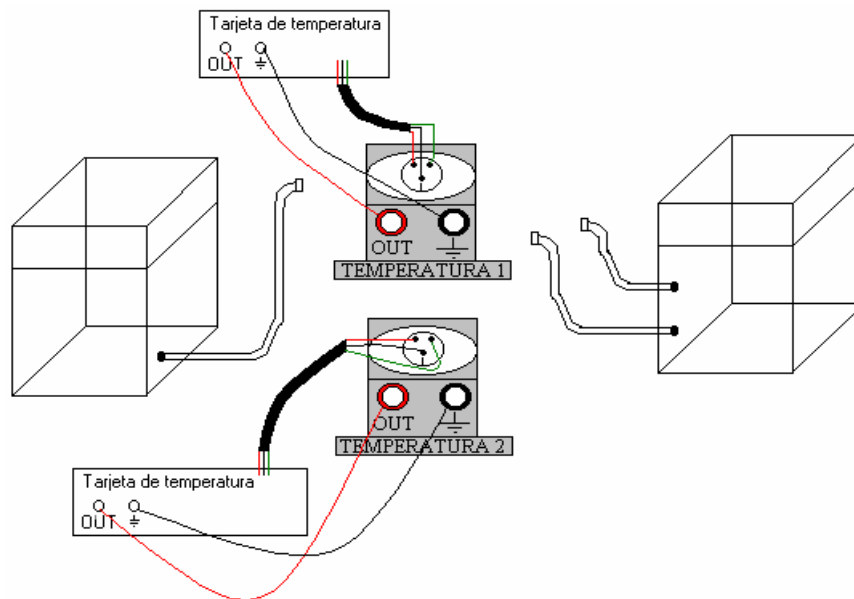 Tarjeta de temperatura
OUT
OUT
TEMPERATURA 1
OUT
TEMPERATURA 2
Tarjeta de temperatura
OUT